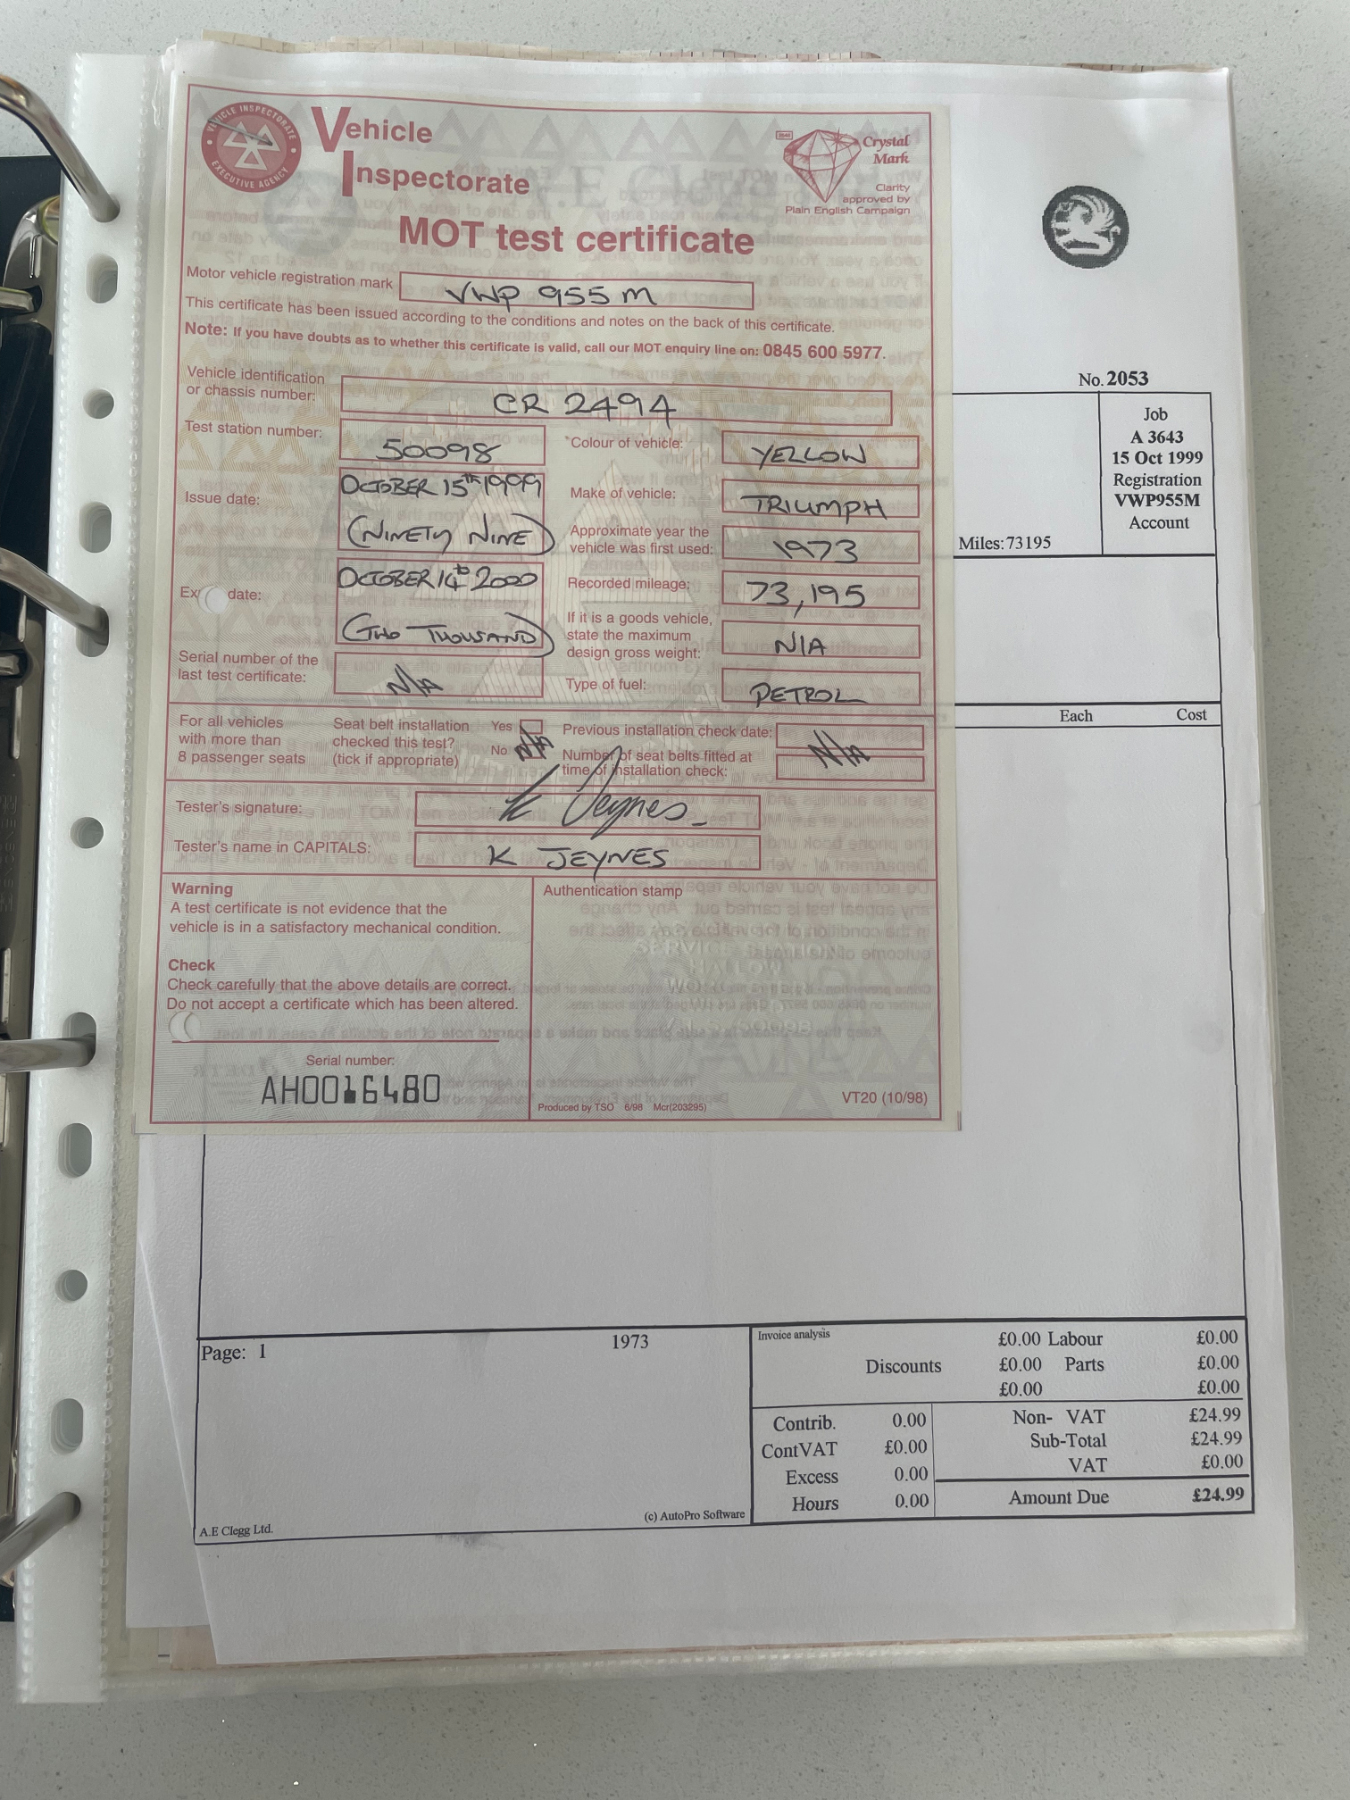 VEHICLE INSPECTORATE
EXECUTIVE AGENCY
Vehicle
Inspectorate
Crystal
Mark
Clarity
approved by
Plain English Campaign
MOT test certificate
Motor vehicle registration mark
VWP 955 M
This certificate has been issued according to the conditions and notes on the back of this certificate.
Note: If you have doubts as to whether this certificate is valid, call our MOT enquiry line on: 0845 600 5977.
Vehicle identification
or chassis number:
CR 2494
Test station number:
50098
*Colour of vehicle:
YELLOW
Issue date:
OCTOBER 15th 1999
(NINETY NINE)
Make of vehicle:
TRIUMPH
Approximate year the
vehicle was first used:
1973
date:
OCTOBER 14th 2000
(TWO THOUSAND)
Recorded mileage:
73,195
If it is a goods vehicle,
state the maximum
design gross weight:
N/A
Serial number of the
last test certificate:
N/A
Type of fuel:
PETROL
For all vehicles
with more than
8 passenger seats
Seat belt installation
checked this test?
(tick if appropriate)
Yes
No
N/A
Previous installation check date:
Number of seat belts fitted at
time of installation check:
N/A
Tester's signature:
K Jeynes
Tester's name in CAPITALS:
K JEYNES
Warning
A test certificate is not evidence that the
vehicle is in a satisfactory mechanical condition.
Check
Check carefully that the above details are correct.
Do not accept a certificate which has been altered.
Authentication stamp
Serial number:
AH0016480
Produced by TSO 6/98 Mcr(203295)
VT20 (10/98)
No. 2053
Job
A 3643
15 Oct 1999
Registration
VWP955M
Account
Miles: 73195
Each Cost
Page: 1
1973
A.E Clegg Ltd.
(c) AutoPro Software
Invoice analysis
£0.00 Labour £0.00
Discounts £0.00 Parts £0.00
£0.00 £0.00
Contrib. 0.00 Non- VAT £24.99
ContVAT £0.00 Sub-Total £24.99
Excess 0.00 VAT £0.00
Hours 0.00 Amount Due £24.99